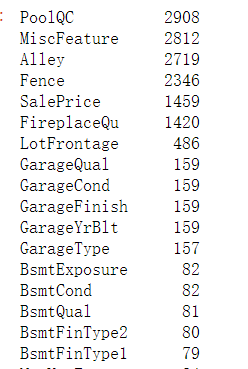 PoolQC 2908
MiscFeature 2812
Alley 2719
Fence 2346
SalePrice 1459
FireplaceQu 1420
LotFrontage 486
GarageQual 159
GarageCond 159
GarageFinish 159
GarageYrBlt 159
GarageType 157
BsmtExposure 82
BsmtCond 82
BsmtQual 81
BsmtFinType2 80
BsmtFinType1 79